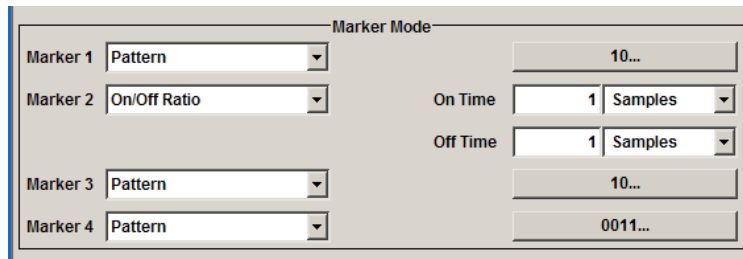 Marker Mode
Marker 1 Pattern 10...
Marker 2 On/Off Ratio On Time 1 Samples
Off Time 1 Samples
Marker 3 Pattern 10...
Marker 4 Pattern 0011...